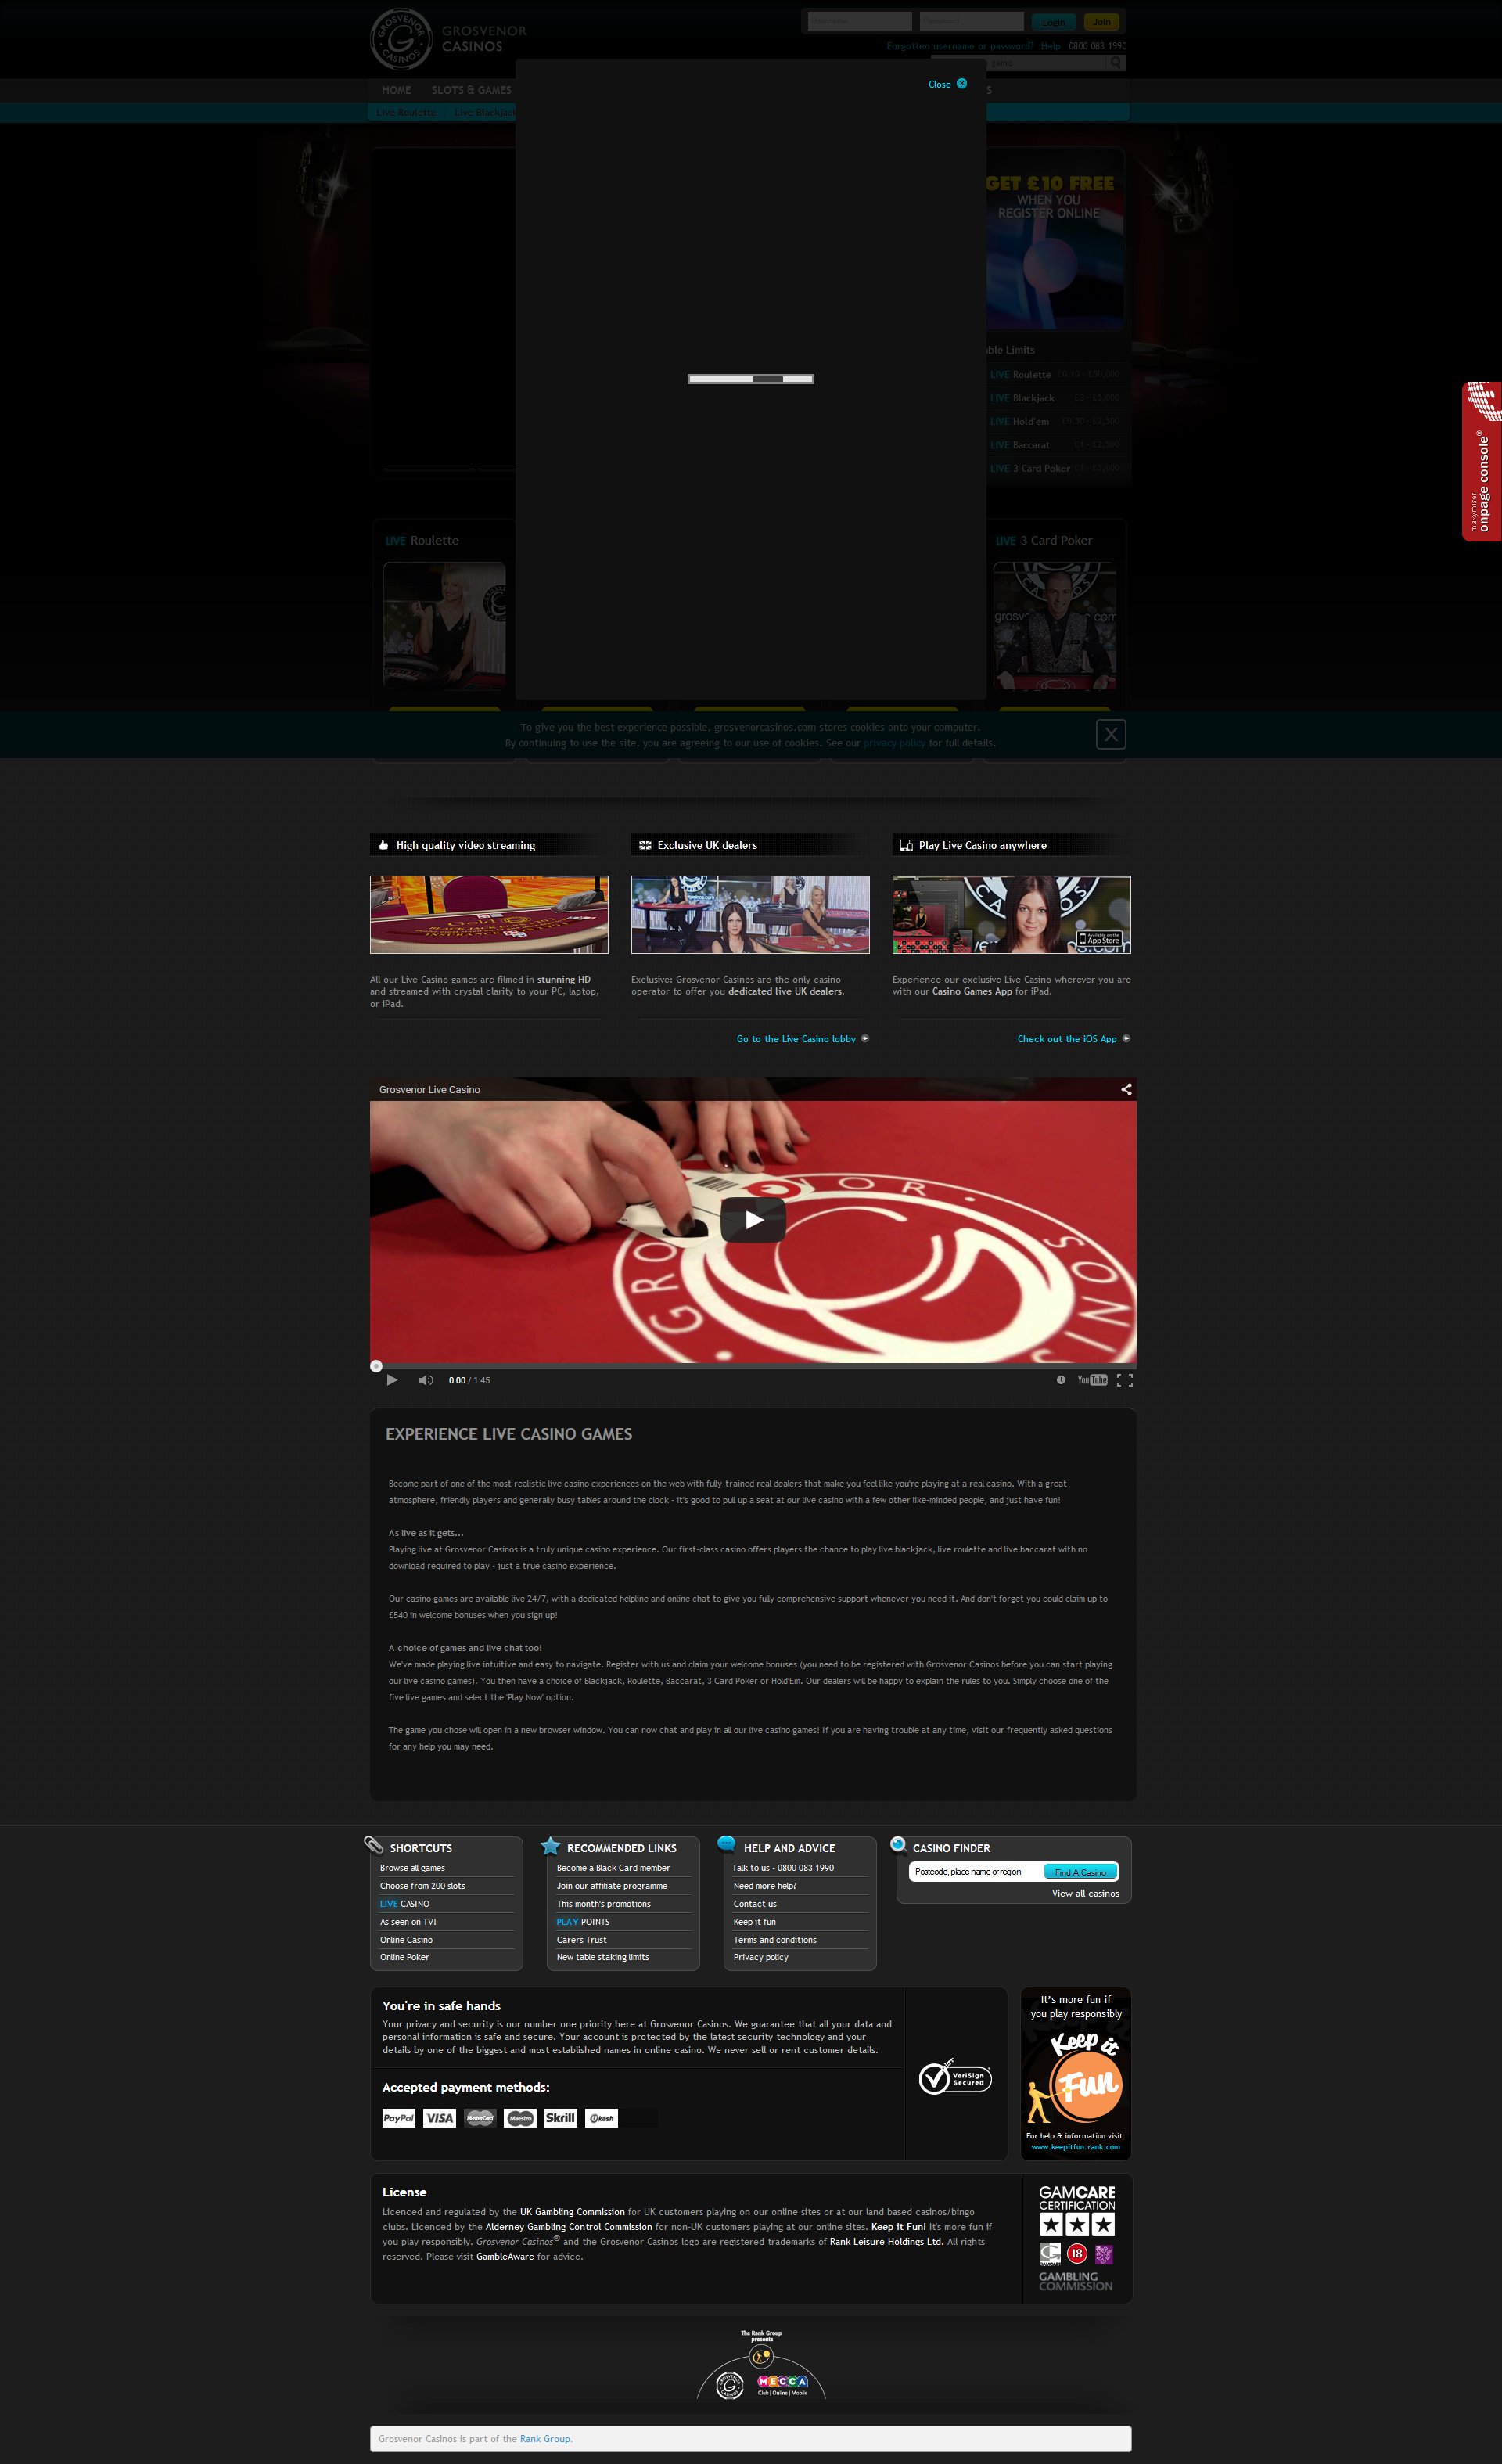 GROSVENOR
CASINOS
Login
Join
Forgotten username or password? Help 0800 083 1990
game
HOME
SLOTS & GAMES
Live Roulette
Live Blackjack
Close
GET £10 FREE
WHEN YOU
REGISTER ONLINE
ble Limits
LIVE Roulette
LIVE Blackjack
LIVE Hold'em
LIVE Baccarat
LIVE 3 Card Poker
maxymiser
onpage console®
LIVE Roulette
LIVE 3 Card Poker
To give you the best experience possible, grosvenorcasinos.com stores cookies onto your computer.
By continuing to use the site, you are agreeing to our use of cookies. See our privacy policy for full details.
X
High quality video streaming
Exclusive UK dealers
Play Live Casino anywhere
Available on the
App Store
All our Live Casino games are filmed in stunning HD
and streamed with crystal clarity to your PC, laptop,
or iPad.
Exclusive: Grosvenor Casinos are the only casino
operator to offer you dedicated live UK dealers.
Experience our exclusive Live Casino wherever you are
with our Casino Games App for iPad.
Go to the Live Casino lobby
Check out the iOS App
Grosvenor Live Casino
0:00 / 1:45
YouTube
EXPERIENCE LIVE CASINO GAMES
Become part of one of the most realistic live casino experiences on the web with fully-trained real dealers that make you feel like you're playing at a real casino. With a great
atmosphere, friendly players and generally busy tables around the clock - it's good to pull up a seat at our live casino with a few other like-minded people, and just have fun!
As live as it gets...
Playing live at Grosvenor Casinos is a truly unique casino experience. Our first-class casino offers players the chance to play live blackjack, live roulette and live baccarat with no
download required to play - just a true casino experience.
Our casino games are available live 24/7, with a dedicated helpline and online chat to give you fully comprehensive support whenever you need it. And don't forget you could claim up to
£540 in welcome bonuses when you sign up!
A choice of games and live chat too!
We've made playing live intuitive and easy to navigate. Register with us and claim your welcome bonuses (you need to be registered with Grosvenor Casinos before you can start playing
our live casino games). You then have a choice of Blackjack, Roulette, Baccarat, 3 Card Poker or Hold'Em. Our dealers will be happy to explain the rules to you. Simply choose one of the
five live games and select the 'Play Now' option.
The game you chose will open in a new browser window. You can now chat and play in all our live casino games! If you are having trouble at any time, visit our frequently asked questions
for any help you may need.
SHORTCUTS
Browse all games
Choose from 200 slots
LIVE CASINO
As seen on TV!
Online Casino
Online Poker
RECOMMENDED LINKS
Become a Black Card member
Join our affiliate programme
This month's promotions
PLAY POINTS
Carers Trust
New table staking limits
HELP AND ADVICE
Talk to us - 0800 083 1990
Need more help?
Contact us
Keep it fun
Terms and conditions
Privacy policy
CASINO FINDER
Postcode, place name or region
Find A Casino
View all casinos
You're in safe hands
Your privacy and security is our number one priority here at Grosvenor Casinos. We guarantee that all your data and
personal information is safe and secure. Your account is protected by the latest security technology and your
details by one of the biggest and most established names in online casino. We never sell or rent customer details.
Accepted payment methods:
PayPal VISA MasterCard Maestro Skrill Ukash
VeriSign
Secured
It's more fun if
you play responsibly
Keep it
Fun
For help & information visit:
www.keepitfun.rank.com
License
Licenced and regulated by the UK Gambling Commission for UK customers playing on our online sites or at our land based casinos/bingo
clubs. Licenced by the Alderney Gambling Control Commission for non-UK customers playing at our online sites. Keep it Fun! It's more fun if
you play responsibly. Grosvenor Casinos® and the Grosvenor Casinos logo are registered trademarks of Rank Leisure Holdings Ltd. All rights
reserved. Please visit GambleAware for advice.
GAMCARE
CERTIFICATION
18
GAMBLING
COMMISSION
The Rank Group
presents
GROSVENOR CASINOS
MECCA
Club | Online | Mobile
Grosvenor Casinos is part of the Rank Group.